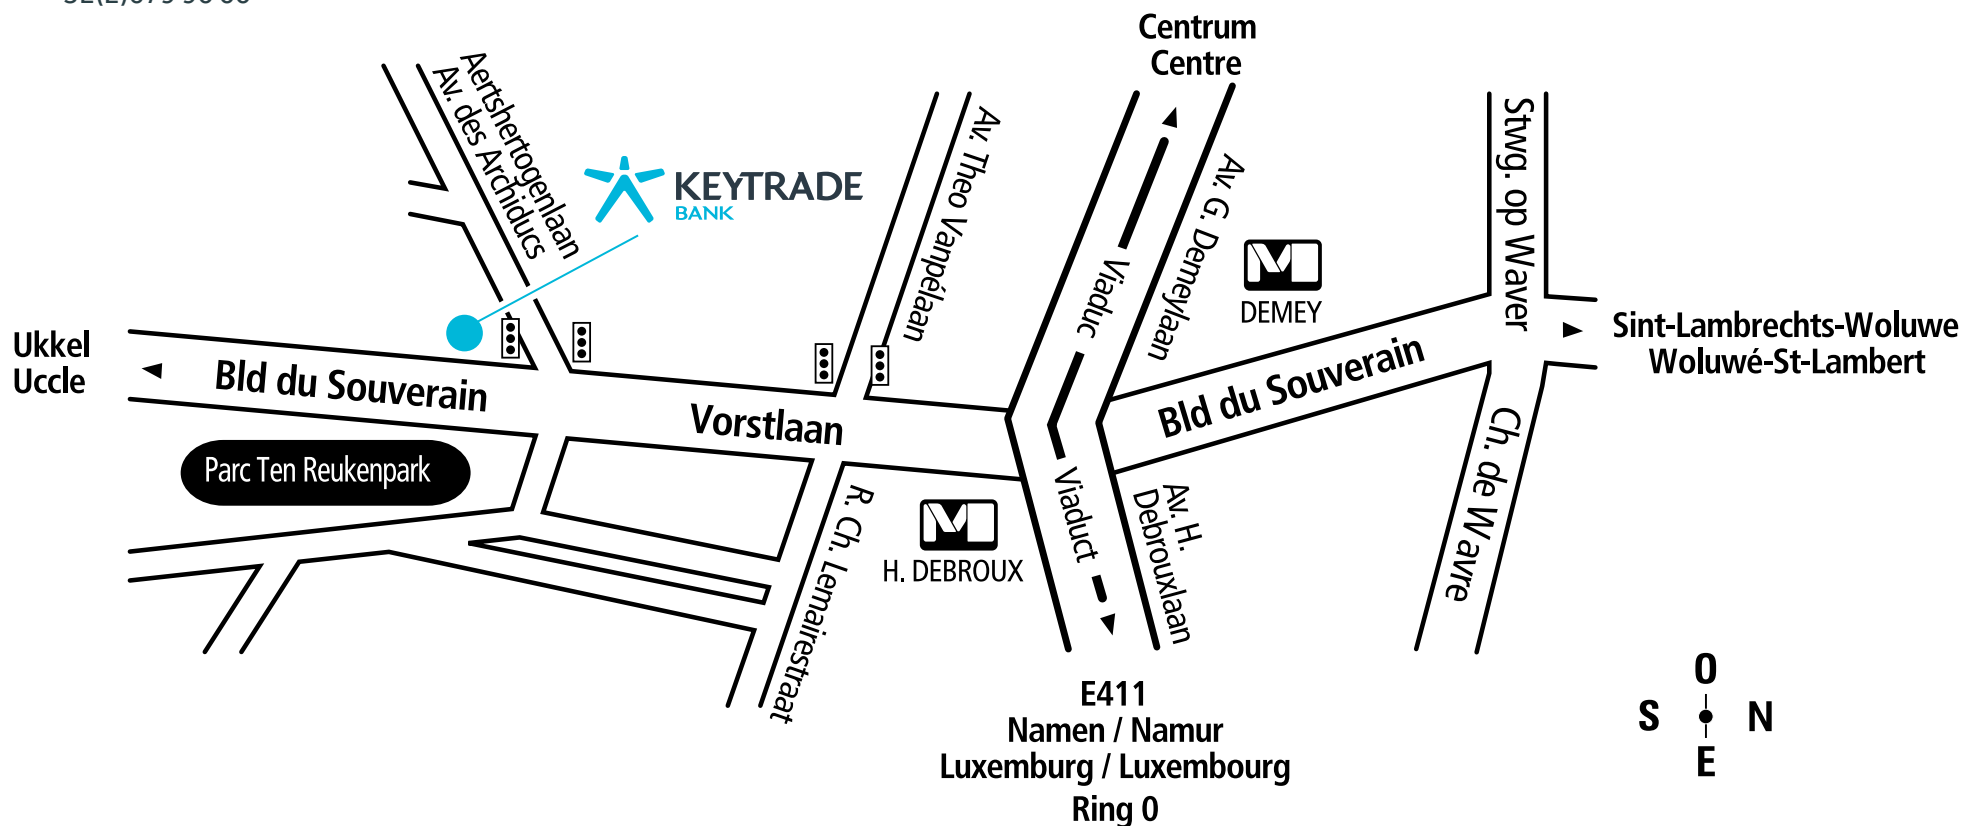 Centrum
Centre
Aertshertogenlaan
Av. des Archiducs
KEYTRADE
BANK
Av. Theo Vanpélaan
Viaduc
Av. G. Demeylaan
DEMEY
Stwg. op Waver
Ukkel
Uccle
Bld du Souverain
Vorstlaan
Bld du Souverain
Sint-Lambrechts-Woluwe
Woluwé-St-Lambert
Parc Ten Reukenpark
R. Ch. Lemairestraat
H. DEBROUX
Viaduct
Av. H.
Debrouxlaan
Ch. de Wavre
E411
Namen / Namur
Luxemburg / Luxembourg
Ring 0
O
S N
E